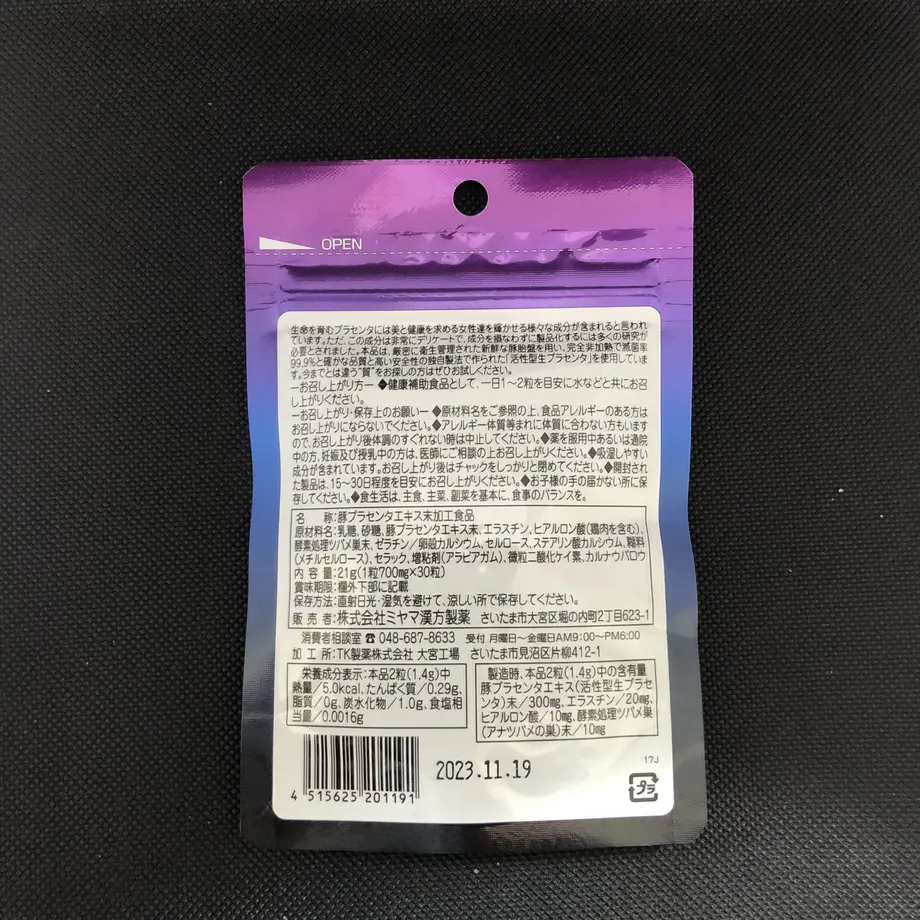 OPEN
生命を育むプラセンタには美と健康を求める女性達を輝かせる様々な成分が含まれると言われ
ています。ただ、この成分は非常にデリケートで、成分を損なわずに製品化するには多くの研究が
必要とされました。本品は、厳密に衛生管理された新鮮な豚胎盤を用い、完全非加熱で滅菌率
99.9%と確かな品質と高い安全性の独自製法で作られた「活性型生プラセンタ」を使用していま
す。今までとは違う"質"をお探しの方はぜひお試しください。
ーお召し上がり方ー ◆健康補助食品として、一日1〜2粒を目安に水などと共にお召
し上がりください。
ーお召し上がり・保存上のお願いー ◆原材料名をご参照の上、食品アレルギーのある方は
お召し上がりにならないでください。◆アレルギー体質等まれに体質に合わない方もいます
ので、お召し上がり後体調のすぐれない時は中止してください。◆薬を服用中あるいは通院
中の方、妊娠及び授乳中の方は、医師にご相談の上お召し上がりください。◆吸湿しやすい
成分が含まれています。お召し上がり後はチャックをしっかりと閉めてください。◆開封され
た製品は、15〜30日程度を目安にお召し上がりください。◆お子様の手の届かない所に保
存してください。◆食生活は、主食、主菜、副菜を基本に、食事のバランスを。
名 称:豚プラセンタエキス末加工食品
原材料名:乳糖、砂糖、豚プラセンタエキス末、エラスチン、ヒアルロン酸(鶏肉を含む)、
酵素処理ツバメ巣末、ゼラチン/卵殻カルシウム、セルロース、ステアリン酸カルシウム、糊料
(メチルセルロース)、セラック、増粘剤(アラビアガム)、微粒二酸化ケイ素、カルナウバロウ
内 容 量:21g(1粒700mg×30粒)
賞味期限:欄外下部に記載
保存方法:直射日光・湿気を避けて、涼しい所で保存してください。
販 売 者:株式会社ミヤマ漢方製薬 さいたま市大宮区堀の内町2丁目623-1
消費者相談室 ☎ 048-687-8633 受付 月曜日〜金曜日AM9:00〜PM6:00
加 工 所:TK製薬株式会社 大宮工場 さいたま市見沼区片柳412-1
栄養成分表示:本品2粒(1.4g)中
熱量/5.0kcal、たんぱく質/0.29g、
脂質/0g、炭水化物/1.0g、食塩相
当量/0.0016g
製造時、本品2粒(1.4g)中の含有量
豚プラセンタエキス(活性型生プラセ
ンタ)末/300mg、エラスチン/20mg、
ヒアルロン酸/10mg、酵素処理ツバメ巣
(アナツバメの巣)末/10mg
4 515625 201191
2023.11.19
17J
プラ